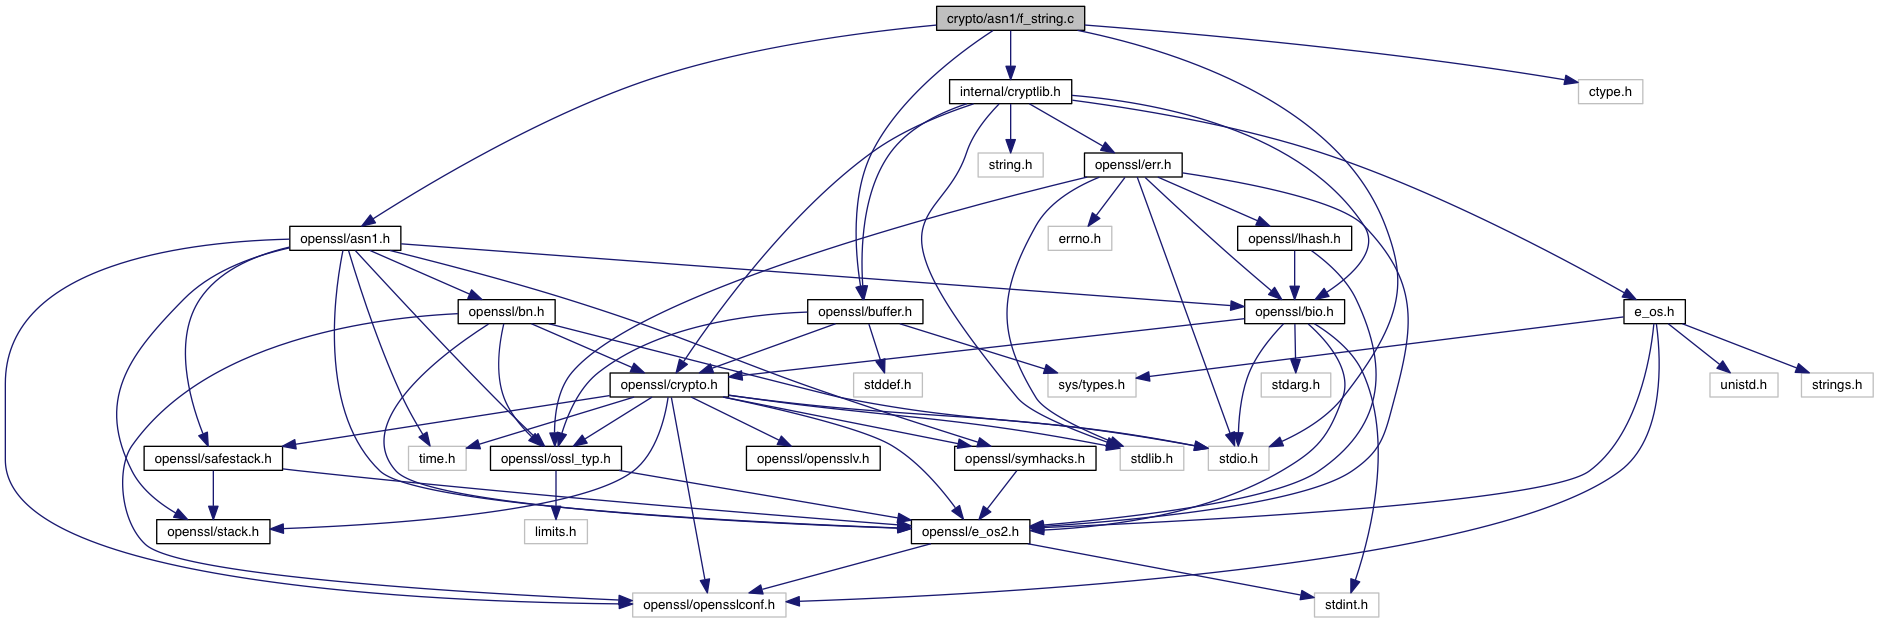 crypto/asn1/f_string.c
internal/cryptlib.h
ctype.h
string.h
openssl/err.h
openssl/asn1.h
errno.h
openssl/lhash.h
openssl/bn.h
openssl/buffer.h
openssl/bio.h
e_os.h
openssl/crypto.h
stddef.h
sys/types.h
stdarg.h
unistd.h
strings.h
openssl/safestack.h
time.h
openssl/ossl_typ.h
openssl/opensslv.h
openssl/symhacks.h
stdlib.h
stdio.h
openssl/stack.h
limits.h
openssl/e_os2.h
openssl/opensslconf.h
stdint.h